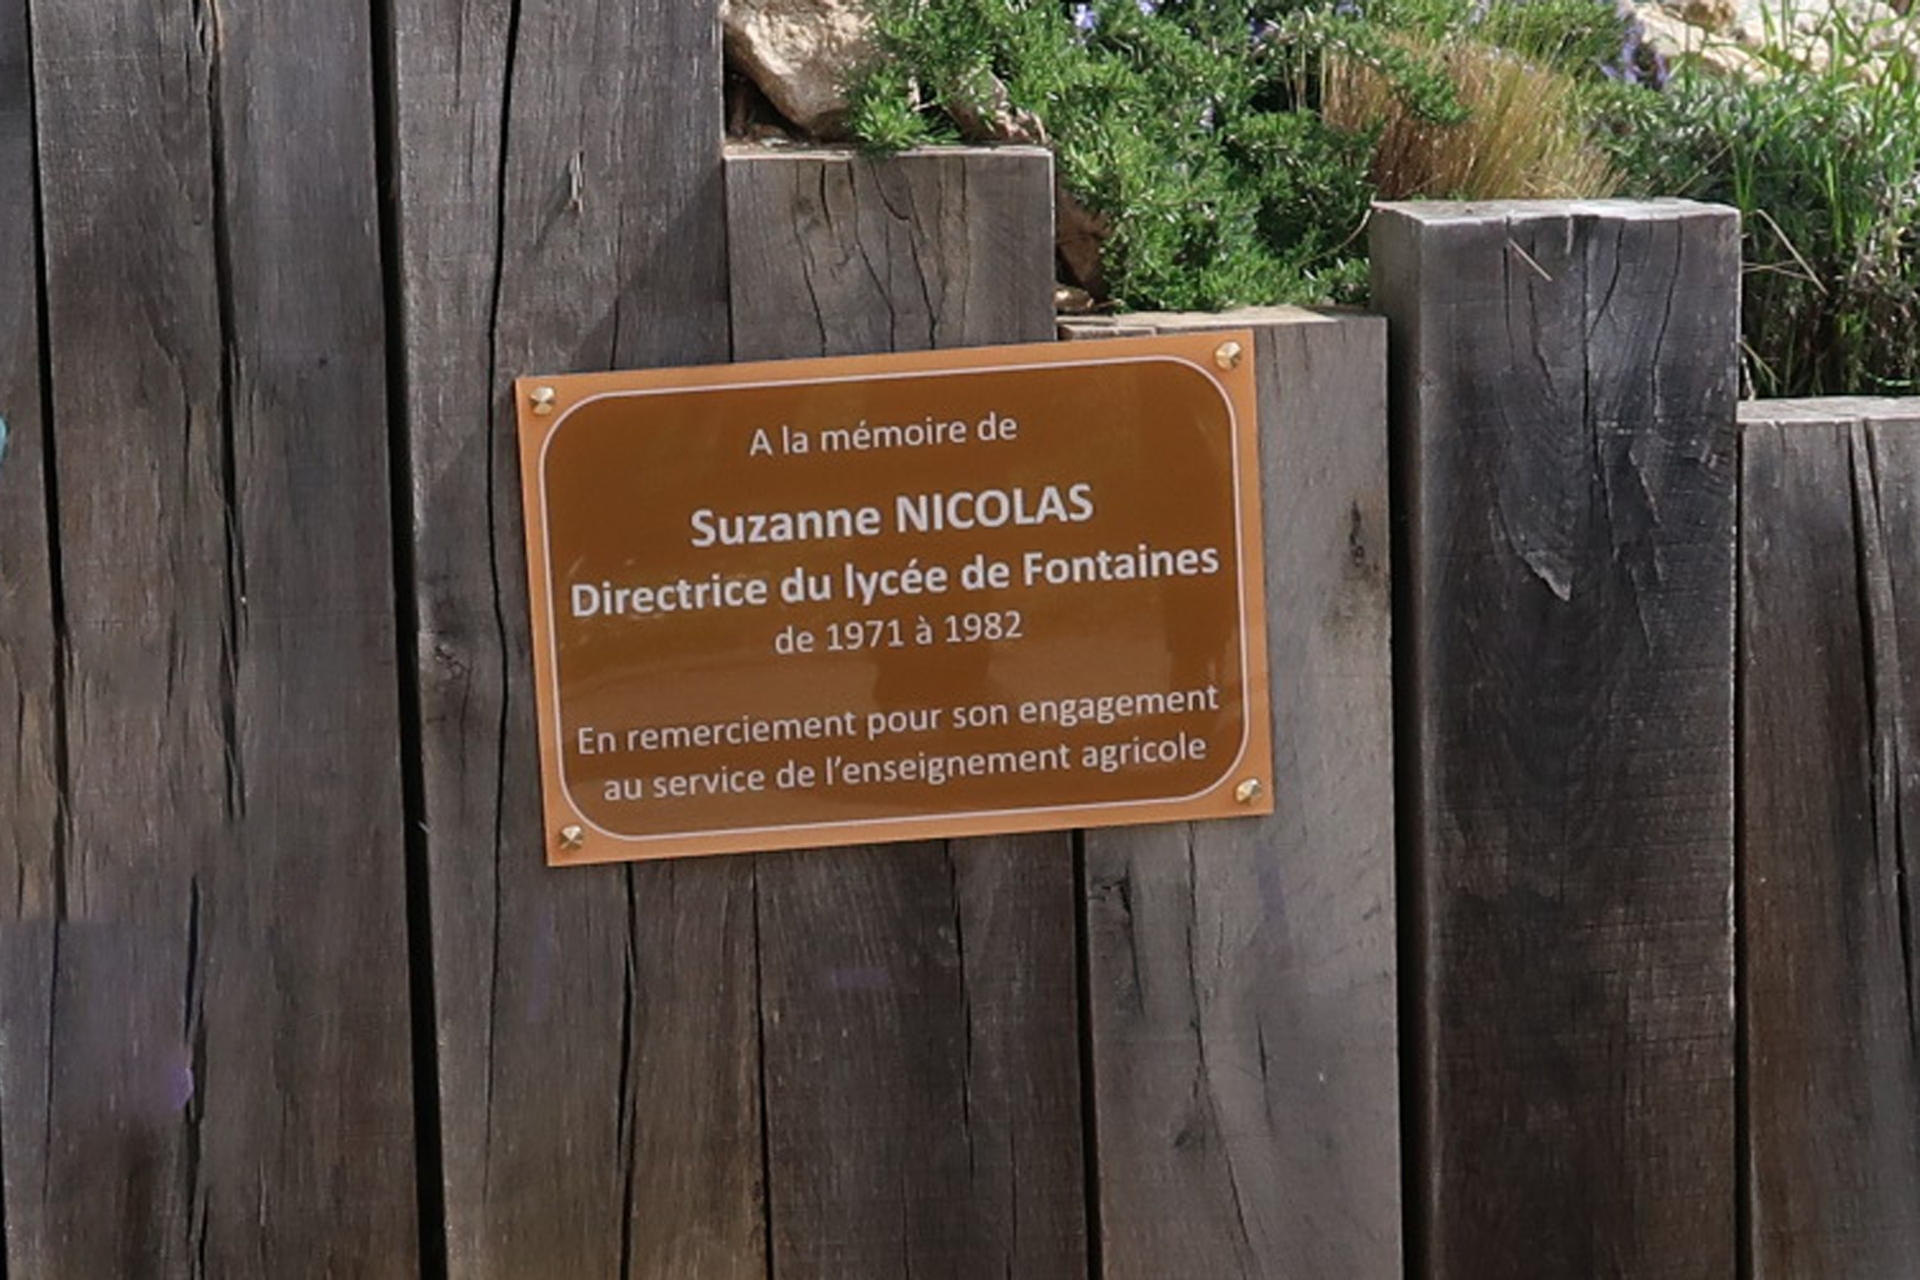 A la mémoire de
Suzanne NICOLAS
Directrice du lycée de Fontaines
de 1971 à 1982
En remerciement pour son engagement
au service de l'enseignement agricole